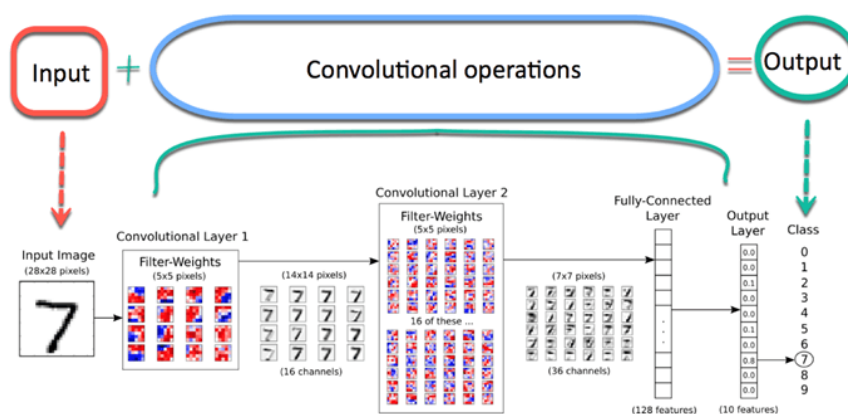 Input
+
Convolutional operations
=
Output
Input Image
(28x28 pixels)
Convolutional Layer 1
Filter-Weights
(5x5 pixels)
(14x14 pixels)
(16 channels)
Convolutional Layer 2
Filter-Weights
(5x5 pixels)
16 of these ...
(7x7 pixels)
(36 channels)
Fully-Connected
Layer
(128 features)
Output
Layer
0.0
0.0
0.1
0.0
0.0
0.1
0.0
0.8
0.0
0.0
(10 features)
Class
0
1
2
3
4
5
6
7
8
9
7